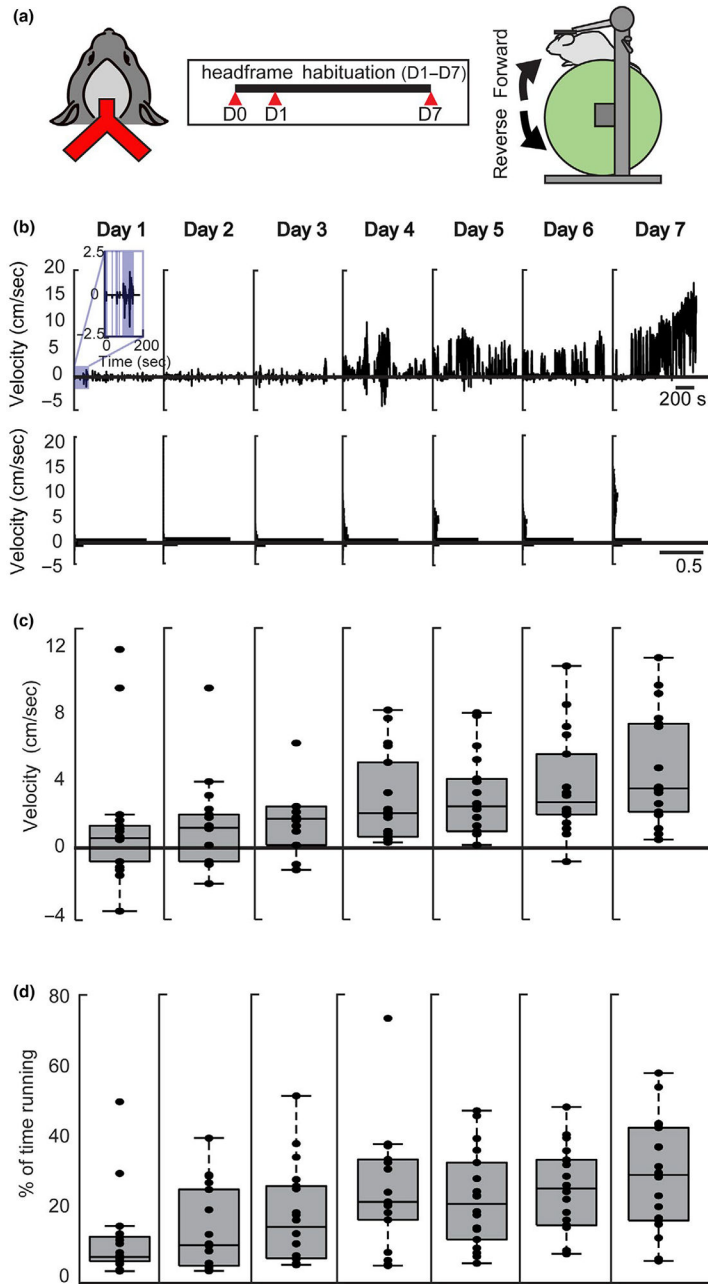 (a)
headframe habituation (D1–D7)
D0 D1 D7
Reverse Forward
(b)
Day 1 Day 2 Day 3 Day 4 Day 5 Day 6 Day 7
2.5
0
−2.5
0 200
Time (sec)
Velocity (cm/sec)
20
15
10
5
0
−5
200 s
Velocity (cm/sec)
20
15
10
5
0
−5
0.5
(c)
Velocity (cm/sec)
12
8
4
0
−4
(d)
% of time running
80
60
40
20
0